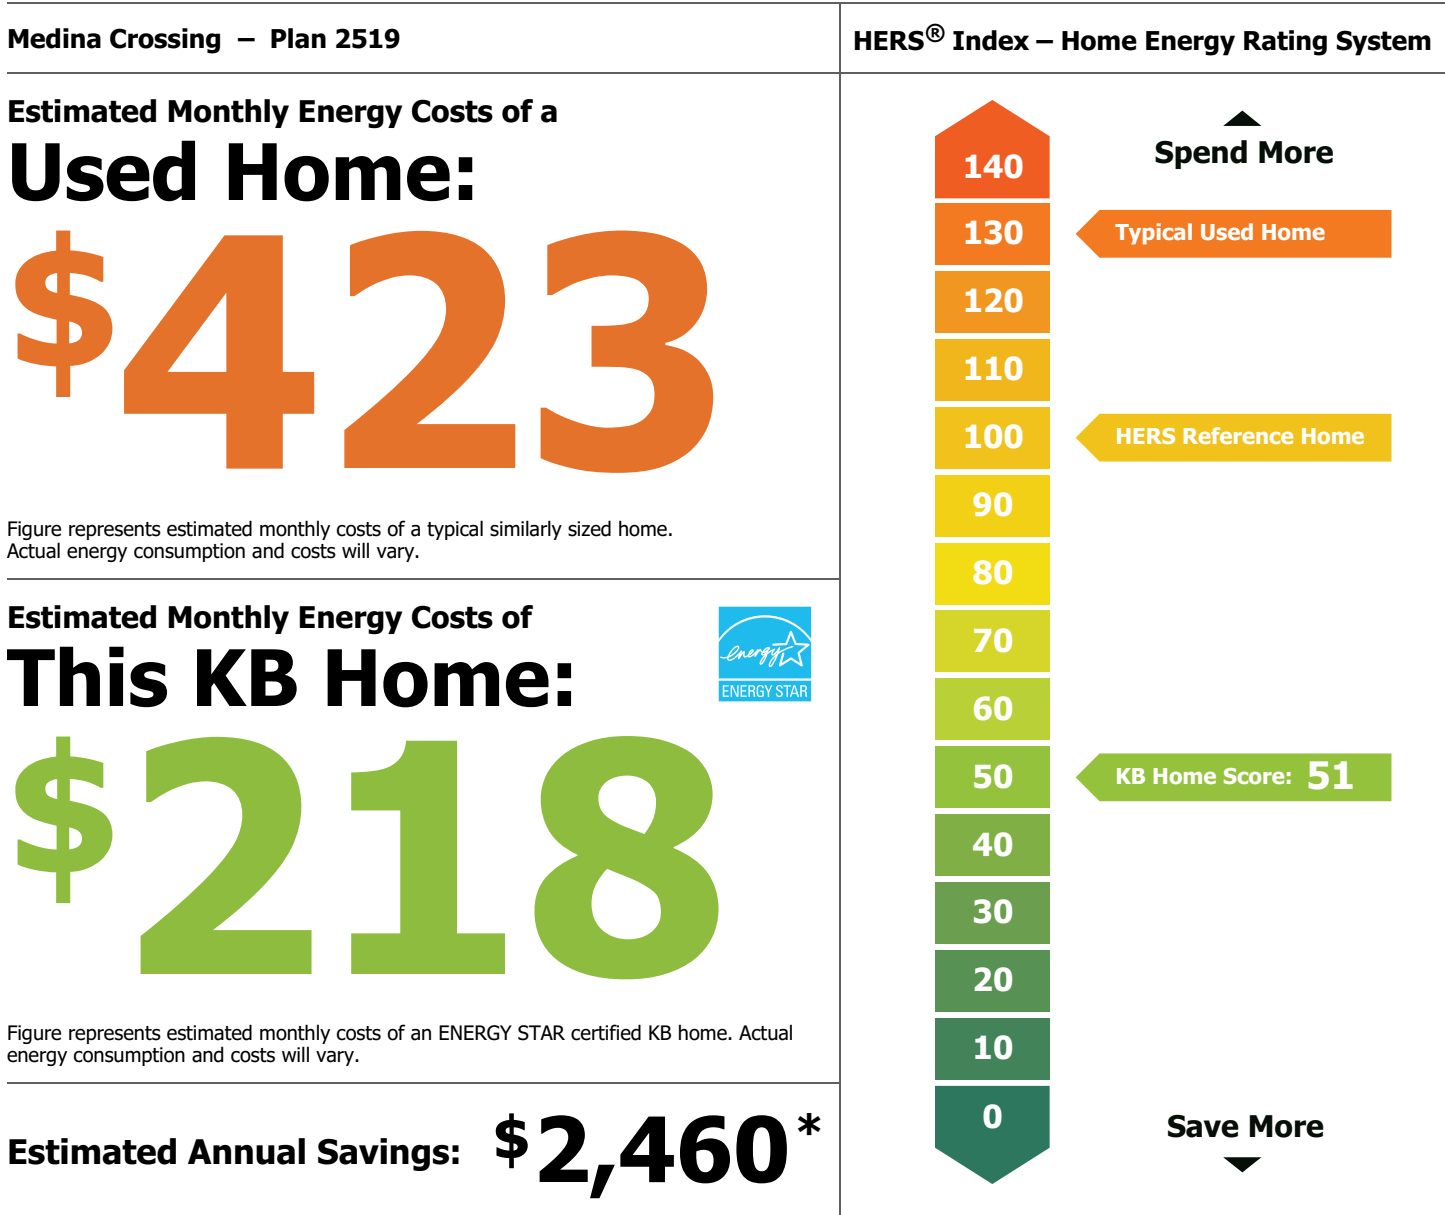 Medina Crossing – Plan 2519
Estimated Monthly Energy Costs of a
Used Home:
$423
Figure represents estimated monthly costs of a typical similarly sized home.
Actual energy consumption and costs will vary.
Estimated Monthly Energy Costs of
This KB Home:
energy
ENERGY STAR
$218
Figure represents estimated monthly costs of an ENERGY STAR certified KB home. Actual
energy consumption and costs will vary.
Estimated Annual Savings: $2,460*
HERS® Index – Home Energy Rating System
Spend More
140
130 Typical Used Home
120
110
100 HERS Reference Home
90
80
70
60
50 KB Home Score: 51
40
30
20
10
0
Save More